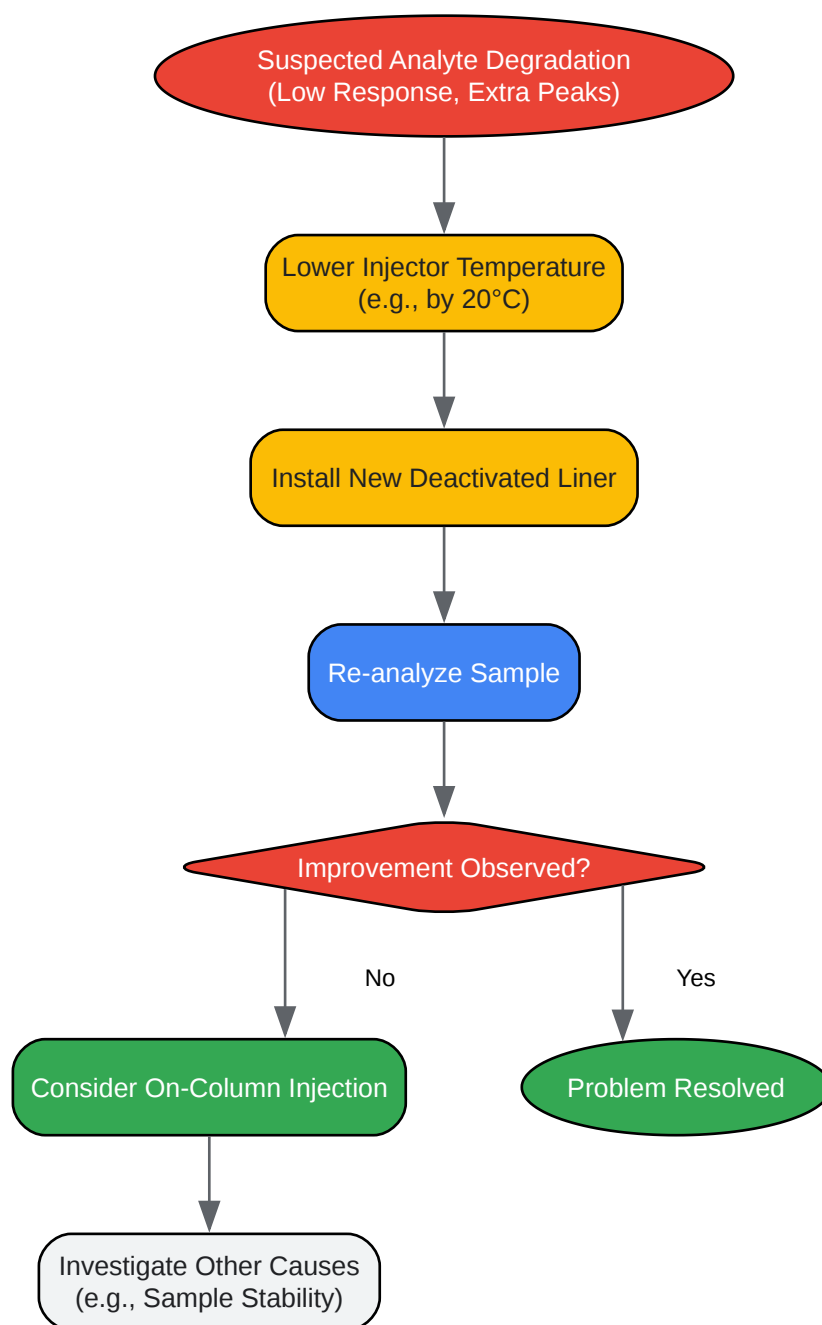 Suspected Analyte Degradation
(Low Response, Extra Peaks)
Lower Injector Temperature
(e.g., by 20°C)
Install New Deactivated Liner
Re-analyze Sample
Improvement Observed?
No
Yes
Consider On-Column Injection
Problem Resolved
Investigate Other Causes
(e.g., Sample Stability)